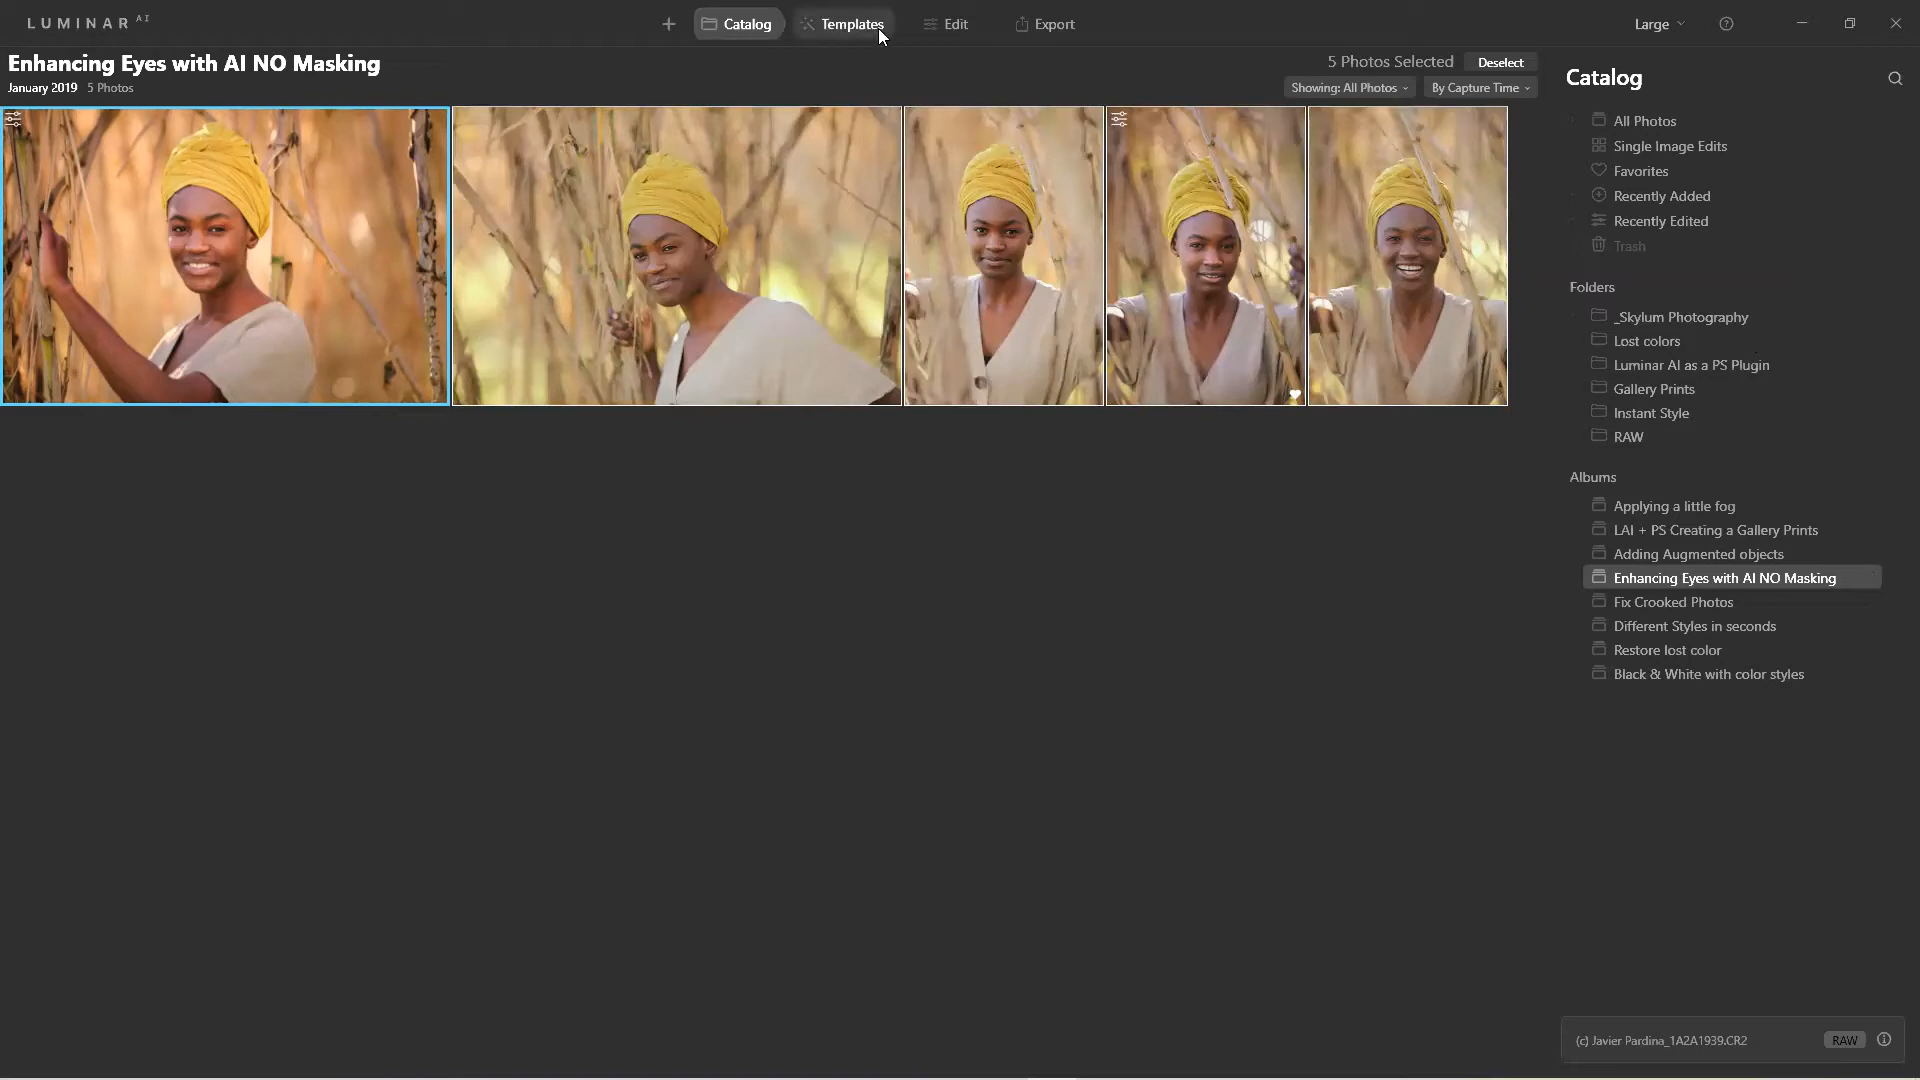 LUMINAR AI
Catalog
Templates
Edit
Export
Large
Enhancing Eyes with AI NO Masking
January 2019 5 Photos
5 Photos Selected Deselect
Showing: All Photos By Capture Time
Catalog
All Photos
Single Image Edits
Favorites
Recently Added
Recently Edited
Trash
Folders
_Skylum Photography
Lost colors
Luminar AI as a PS Plugin
Gallery Prints
Instant Style
RAW
Albums
Applying a little fog
LAI + PS Creating a Gallery Prints
Adding Augmented objects
Enhancing Eyes with AI NO Masking
Fix Crooked Photos
Different Styles in seconds
Restore lost color
Black & White with color styles
(c) Javier Pardina_1A2A1939.CR2 RAW